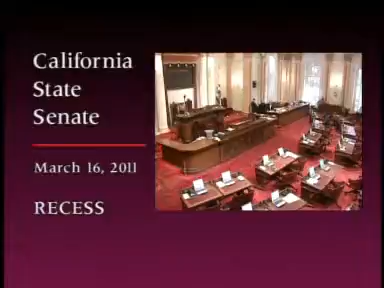 California
State
Senate
March 16, 2011
RECESS